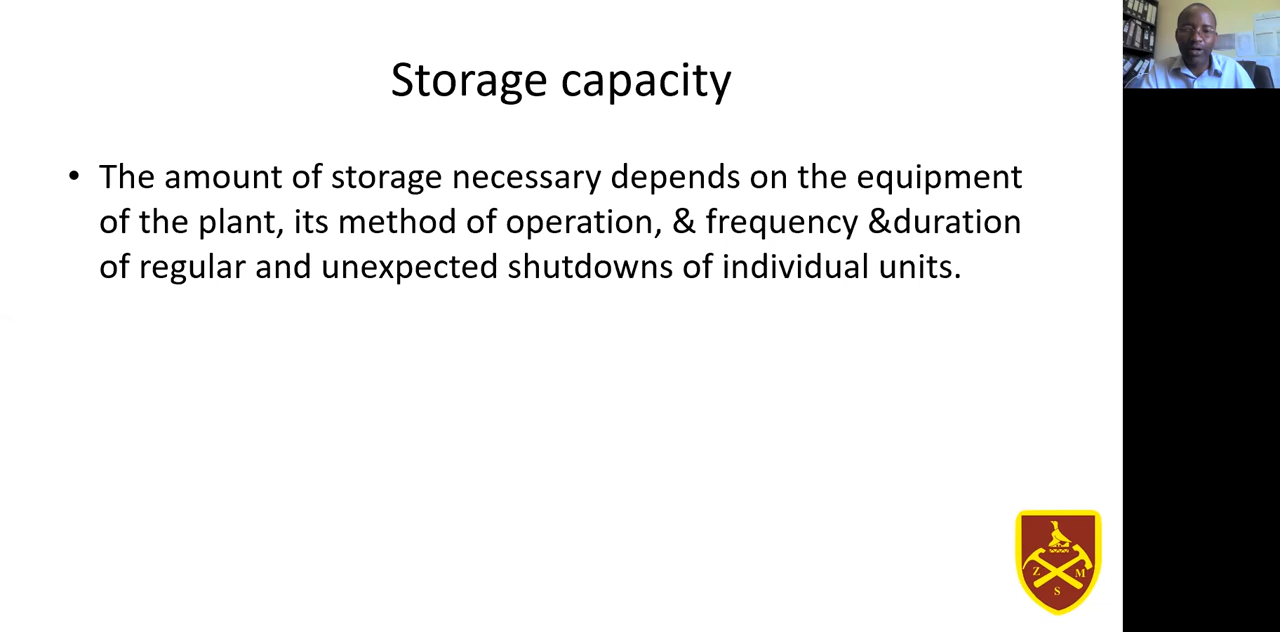 Storage capacity
• The amount of storage necessary depends on the equipment
of the plant, its method of operation, & frequency &duration
of regular and unexpected shutdowns of individual units.
Z M
S